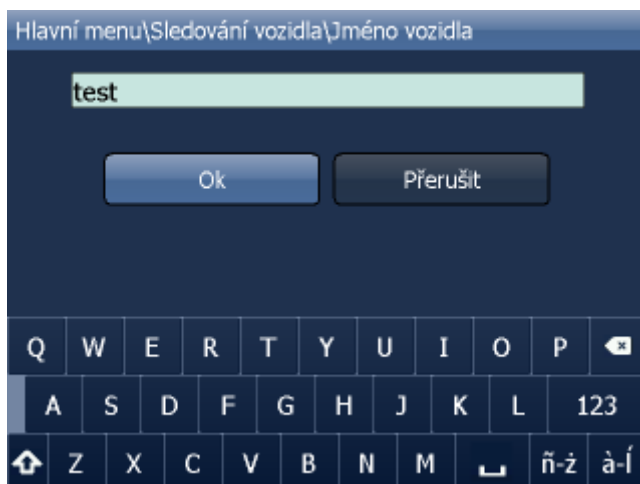 Hlavní menu\Sledování vozidla\Jméno vozidla
test
Ok Přerušit
Q W E R T Y U I O P
A S D F G H J K L 123
Z X C V B N M ñ-ż à-Í